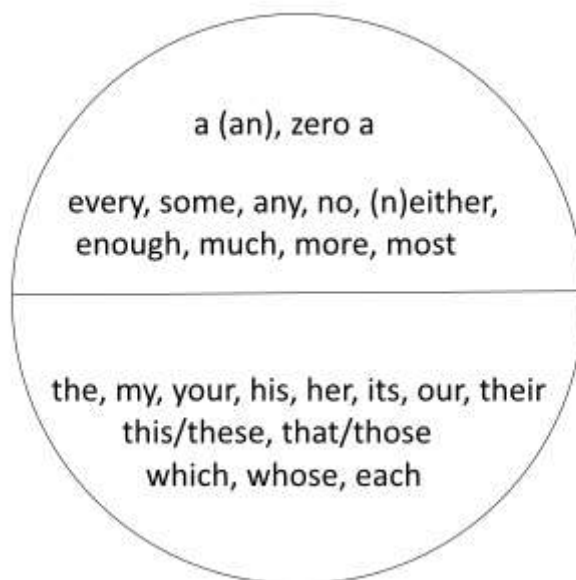 a (an), zero a
every, some, any, no, (n)either,
enough, much, more, most
the, my, your, his, her, its, our, their
this/these, that/those
which, whose, each